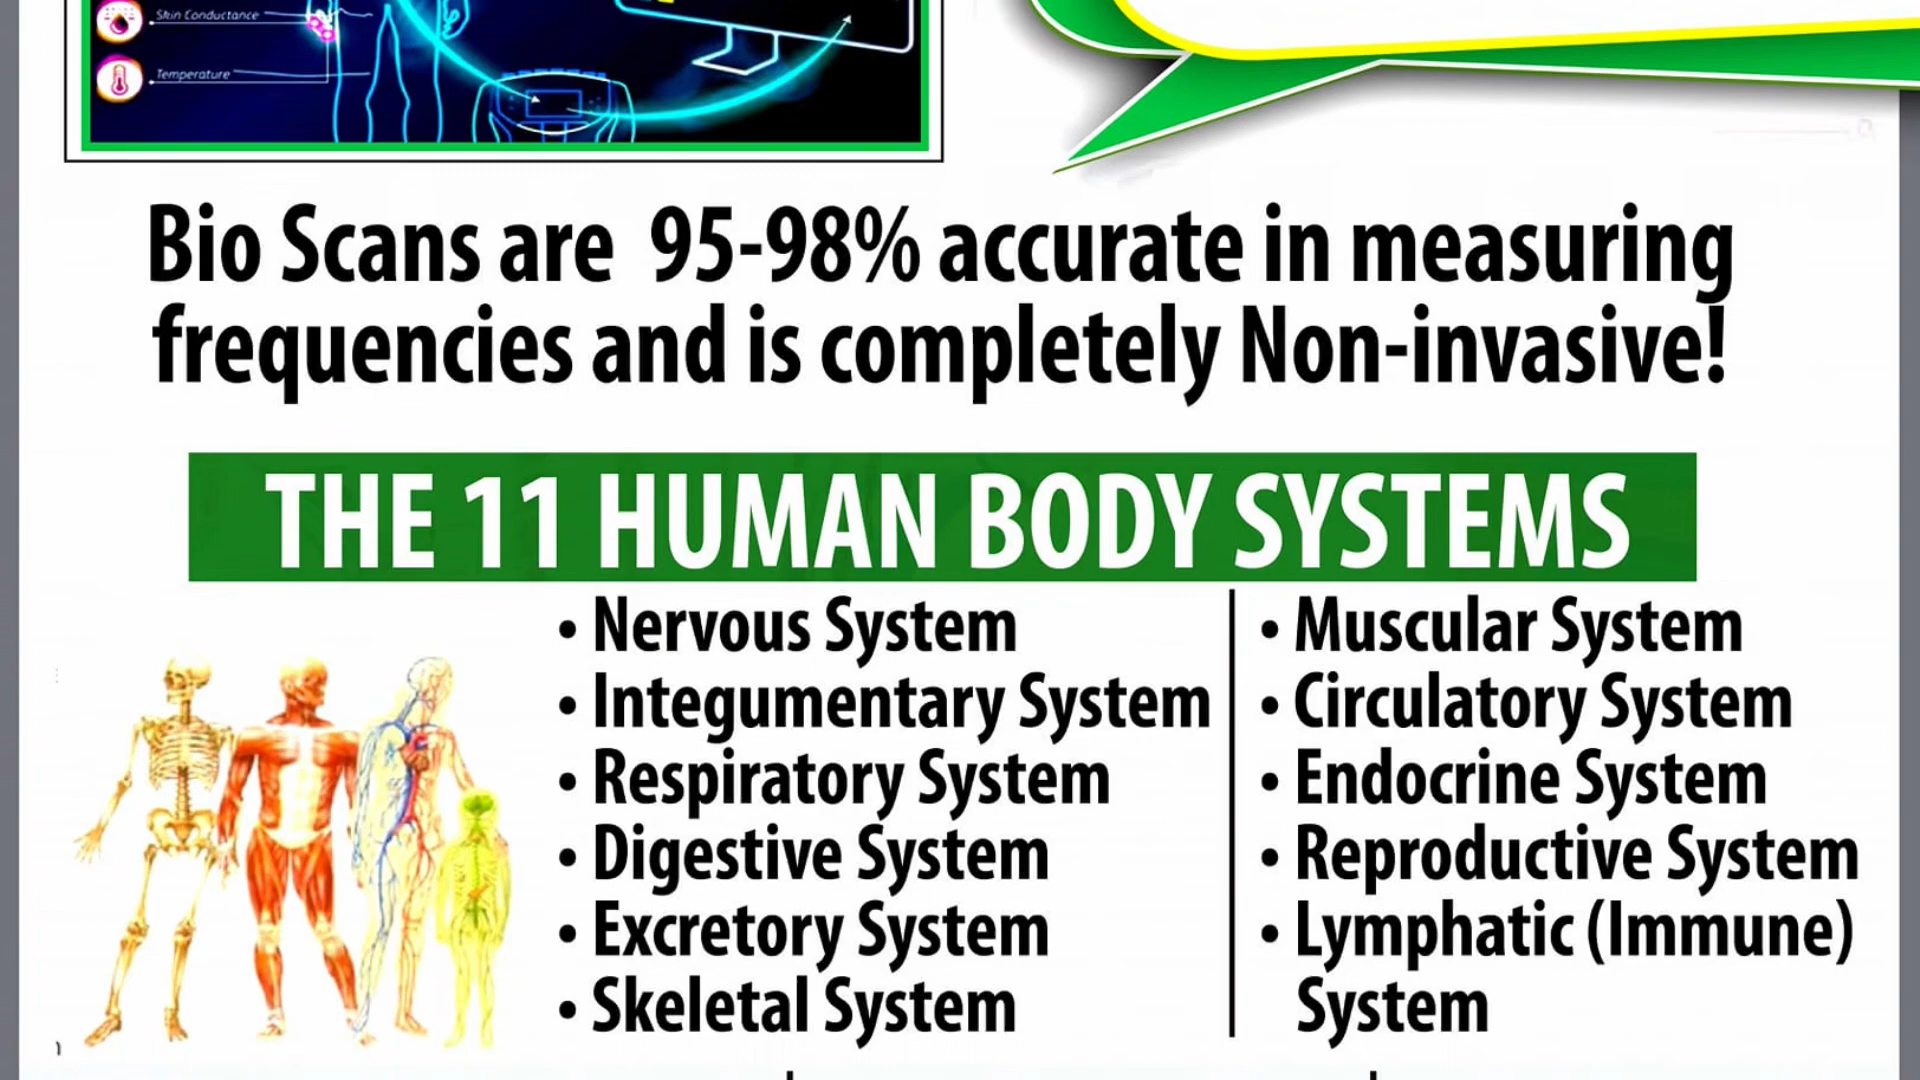 Skin Conductance
Temperature
Bio Scans are 95-98% accurate in measuring
frequencies and is completely Non-invasive!
THE 11 HUMAN BODY SYSTEMS
• Nervous System
• Integumentary System
• Respiratory System
• Digestive System
• Excretory System
• Skeletal System
• Muscular System
• Circulatory System
• Endocrine System
• Reproductive System
• Lymphatic (Immune)
System